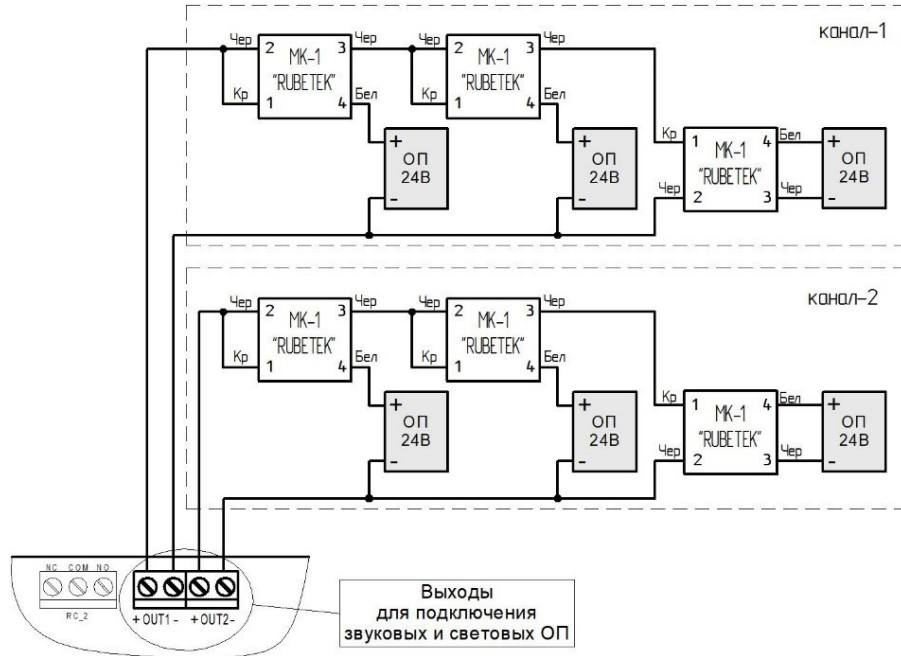 канал-1
Чер 2 МК-1 3 Чер
"RUBETEK"
Кр 1 4 Бел
Чер 2 МК-1 3 Чер
"RUBETEK"
Кр 1 4 Бел
+
ОП
24В
-
+
ОП
24В
-
Кр 1 МК-1 4 Бел
"RUBETEK"
Чер 2 3 Чер
+
ОП
24В
-
канал-2
Чер 2 МК-1 3 Чер
"RUBETEK"
Кр 1 4 Бел
Чер 2 МК-1 3 Чер
"RUBETEK"
Кр 1 4 Бел
+
ОП
24В
-
+
ОП
24В
-
Кр 1 МК-1 4 Бел
"RUBETEK"
Чер 2 3 Чер
+
ОП
24В
-
NC COM NO
RC_2
+ OUT1 - + OUT2-
Выходы
для подключения
звуковых и световых ОП